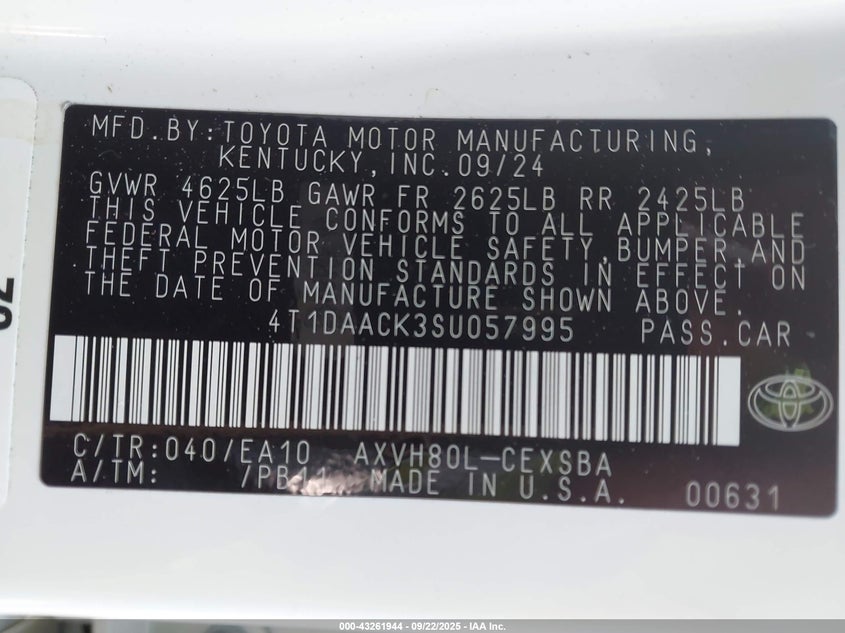 MFD.BY:TOYOTA MOTOR MANUFACTURING,
KENTUCKY,INC.09/24
GVWR 4625LB GAWR FR 2625LB RR 2425LB
THIS VEHICLE CONFORMS TO ALL APPLICABLE
FEDERAL MOTOR VEHICLE SAFETY,BUMPER,AND
THEFT PREVENTION STANDARDS IN EFFECT ON
THE DATE OF MANUFACTURE SHOWN ABOVE.
4T1DAACK3SU057995 PASS.CAR
C/TR:040/EA10 AXVH80L-CEXSBA
A/TM: /PB11 MADE IN U.S.A. 00631
000-43261944 - 09/22/2025 - IAA Inc.